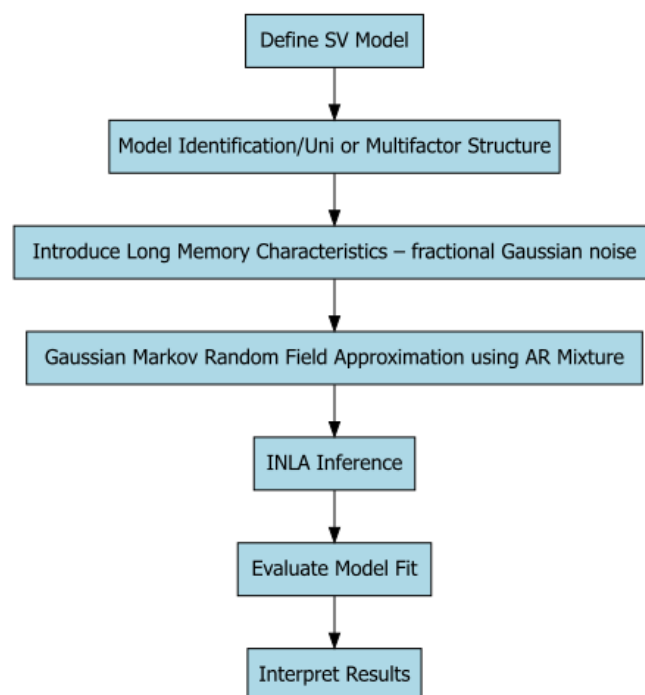 Define SV Model
Model Identification/Uni or Multifactor Structure
Introduce Long Memory Characteristics – fractional Gaussian noise
Gaussian Markov Random Field Approximation using AR Mixture
INLA Inference
Evaluate Model Fit
Interpret Results